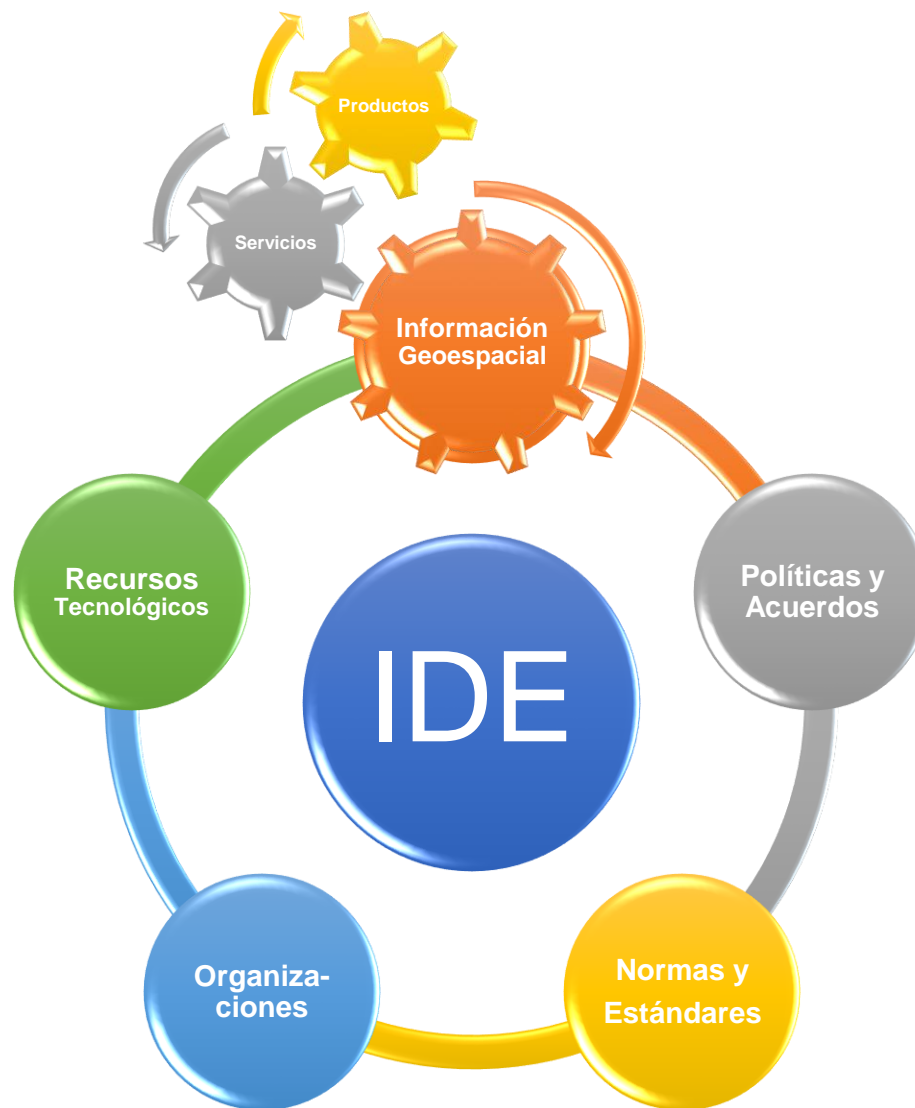 Productos
Servicios
Información
Geoespacial
Recursos
Tecnológicos
Políticas y
Acuerdos
IDE
Organiza-
ciones
Normas y
Estándares